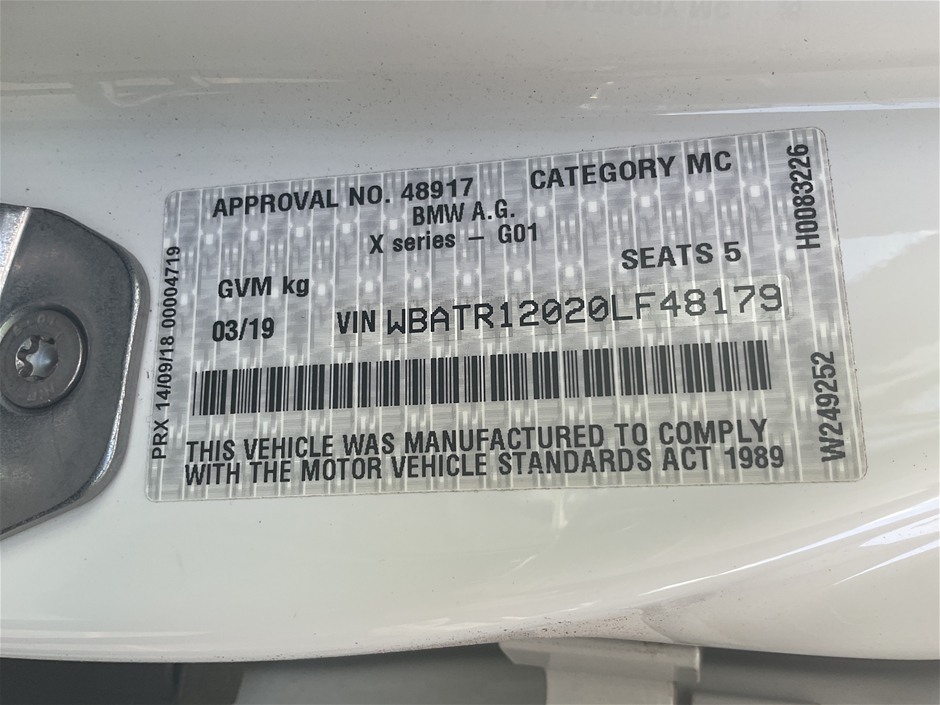 APPROVAL NO. 48917
CATEGORY MC
BMW A.G.
X series - G01
GVM kg
SEATS 5
03/19
VIN WBATR12020LF48179
THIS VEHICLE WAS MANUFACTURED TO COMPLY
WITH THE MOTOR VEHICLE STANDARDS ACT 1989
PRX 14/09/18 00004719
H0083226
W249252